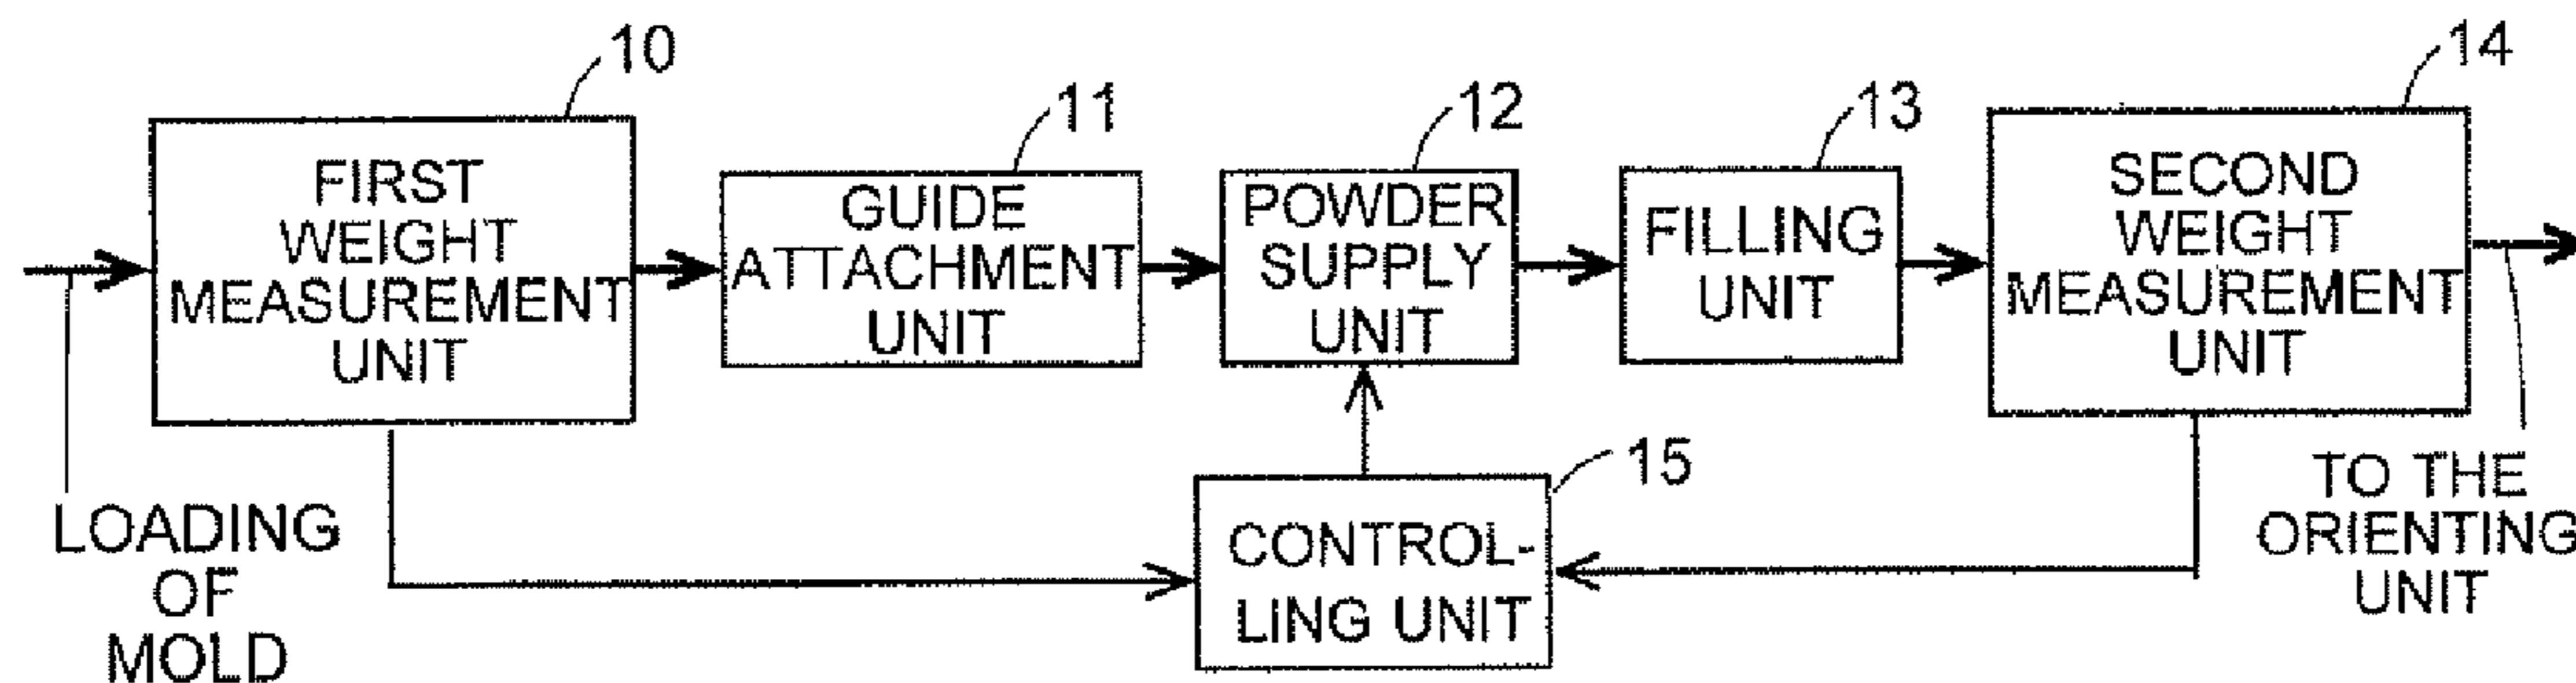 10
FIRST
WEIGHT
MEASUREMENT
UNIT
11
GUIDE
ATTACHMENT
UNIT
12
POWDER
SUPPLY
UNIT
13
FILLING
UNIT
14
SECOND
WEIGHT
MEASUREMENT
UNIT
15
CONTROL-
LING UNIT
LOADING
OF
MOLD
TO THE
ORIENTING
UNIT